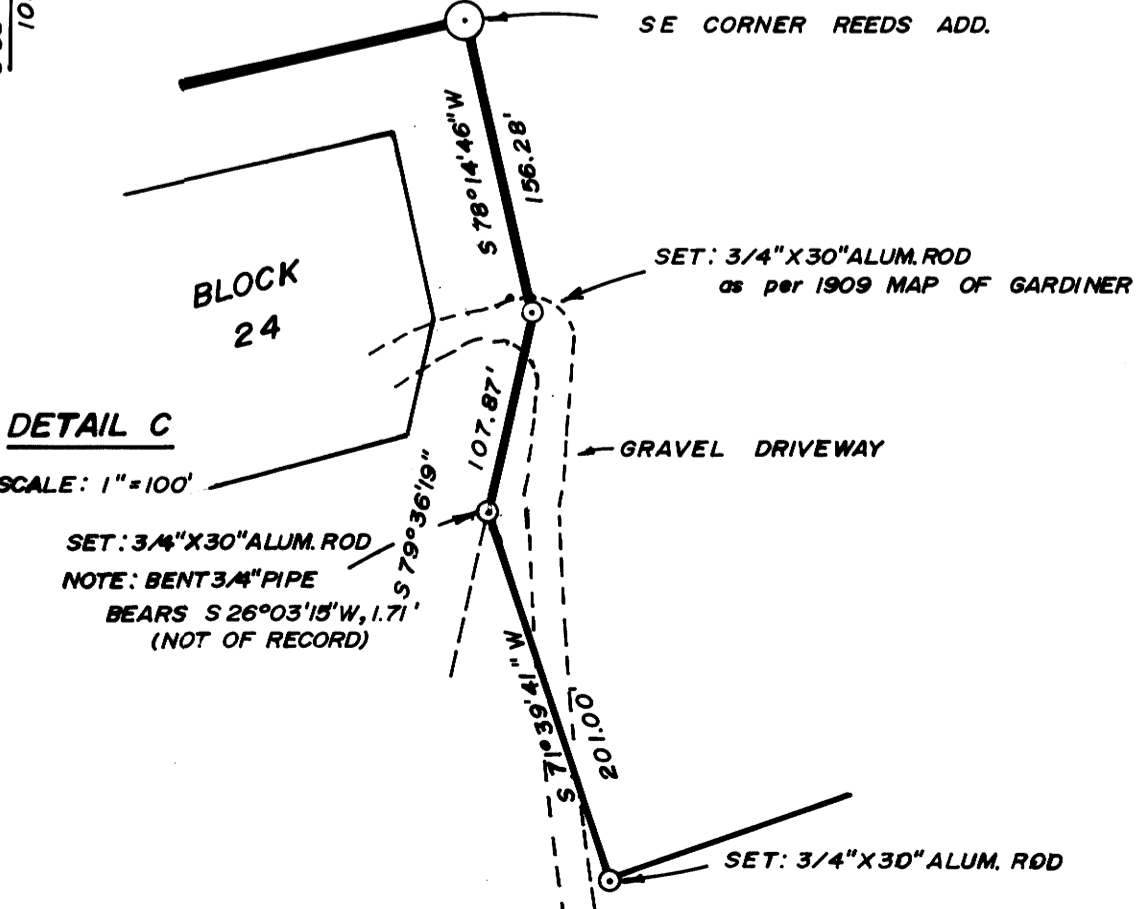 SE CORNER REEDS ADD.
S 78°14'46" W
156.28'
SET: 3/4" X 30" ALUM. ROD
as per 1909 MAP OF GARDINER
BLOCK
24
DETAIL C
SCALE: 1"=100'
107.87'
GRAVEL DRIVEWAY
S 79°36'19"
SET: 3/4" X 30" ALUM. ROD
NOTE: BENT 3/4" PIPE
BEARS S 26°03'15" W, 1.71'
(NOT OF RECORD)
S 71°39'41" W
201.00'
SET: 3/4" X 30" ALUM. ROD